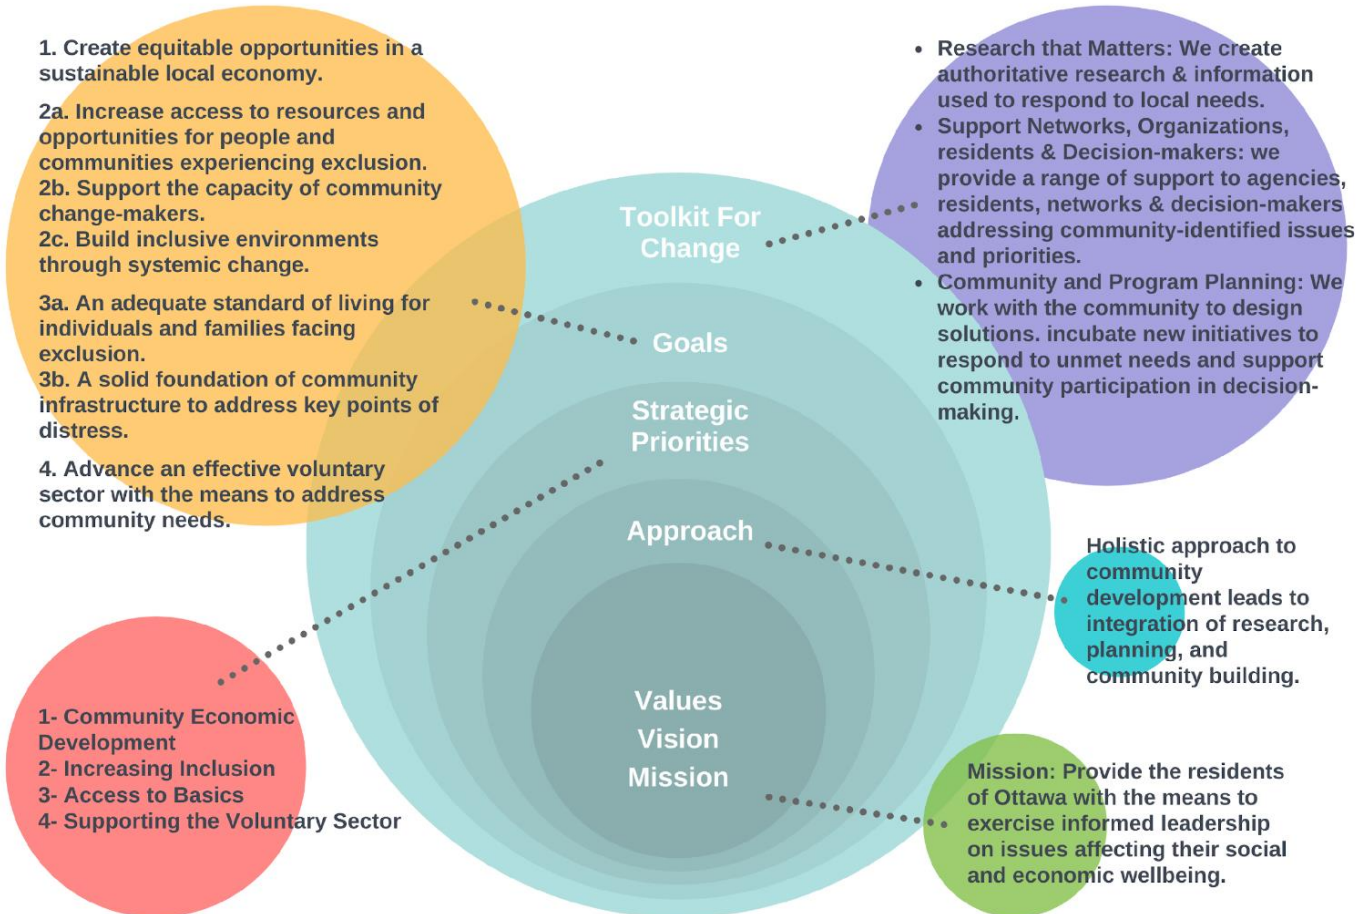 1. Create equitable opportunities in a
sustainable local economy.
2a. Increase access to resources and
opportunities for people and
communities experiencing exclusion.
2b. Support the capacity of community
change-makers.
2c. Build inclusive environments
through systemic change.
3a. An adequate standard of living for
individuals and families facing
exclusion.
3b. A solid foundation of community
infrastructure to address key points of
distress.
4. Advance an effective voluntary
sector with the means to address
community needs.
• Research that Matters: We create
authoritative research & information
used to respond to local needs.
• Support Networks, Organizations,
residents & Decision-makers: we
provide a range of support to agencies,
residents, networks & decision-makers
addressing community-identified issues
and priorities.
• Community and Program Planning: We
work with the community to design
solutions. incubate new initiatives to
respond to unmet needs and support
community participation in decision-
making.
Toolkit For
Change
Goals
Strategic
Priorities
Approach
Values
Vision
Mission
Holistic approach to
community
development leads to
integration of research,
planning, and
community building.
1- Community Economic
Development
2- Increasing Inclusion
3- Access to Basics
4- Supporting the Voluntary Sector
Mission: Provide the residents
of Ottawa with the means to
exercise informed leadership
on issues affecting their social
and economic wellbeing.